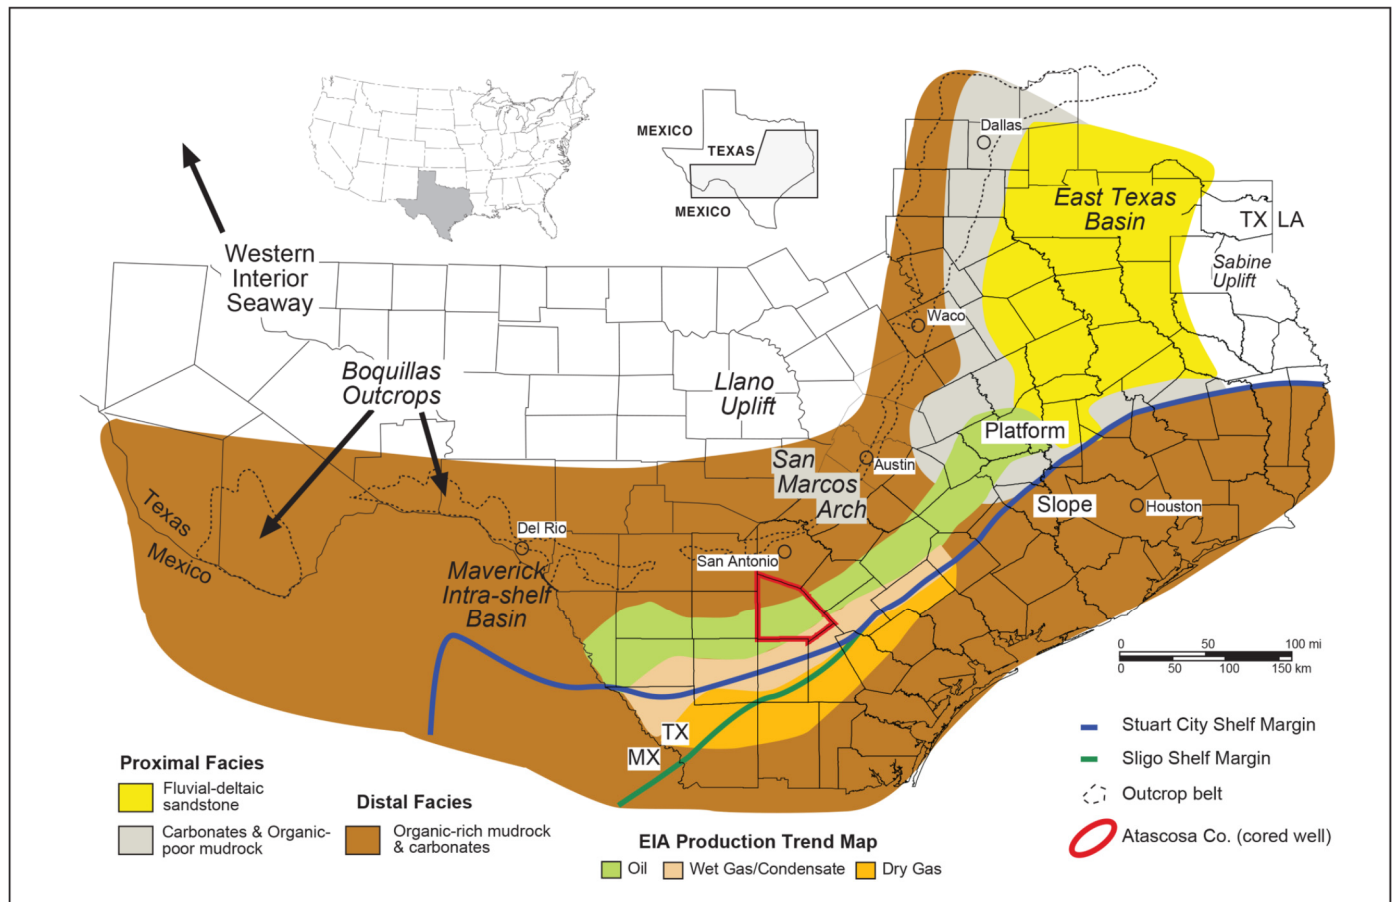 MEXICO
TEXAS
MEXICO
Dallas
East Texas
Basin
TX LA
Sabine
Uplift
Western
Interior
Seaway
Waco
Boquillas
Outcrops
Llano
Uplift
Platform
San
Marcos
Arch
Austin
Slope
Houston
Texas
Mexico
Del Rio
San Antonio
Maverick
Intra-shelf
Basin
0 50 100 mi
0 50 100 150 km
TX
MX
Stuart City Shelf Margin
Sligo Shelf Margin
Outcrop belt
Atascosa Co. (cored well)
Proximal Facies
Fluvial-deltaic
sandstone
Carbonates & Organic-
poor mudrock
Distal Facies
Organic-rich mudrock
& carbonates
EIA Production Trend Map
Oil
Wet Gas/Condensate
Dry Gas